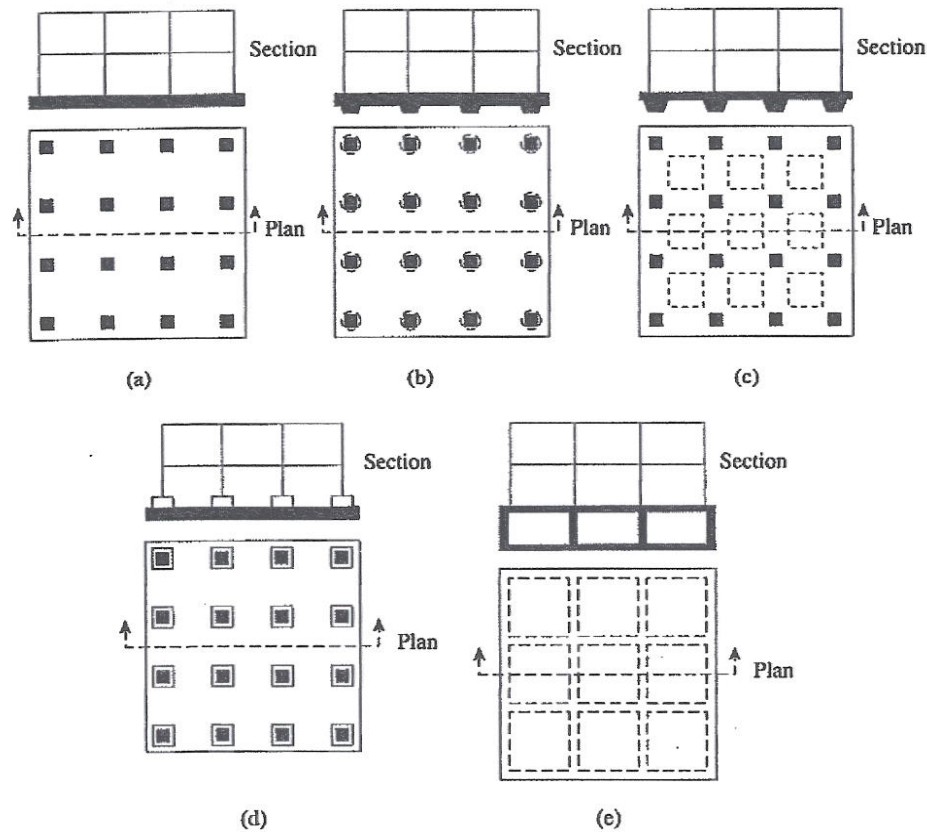 Section
Section
Section
Plan
Plan
Plan
(a)
(b)
(c)
Section
Section
Plan
Plan
(d)
(e)